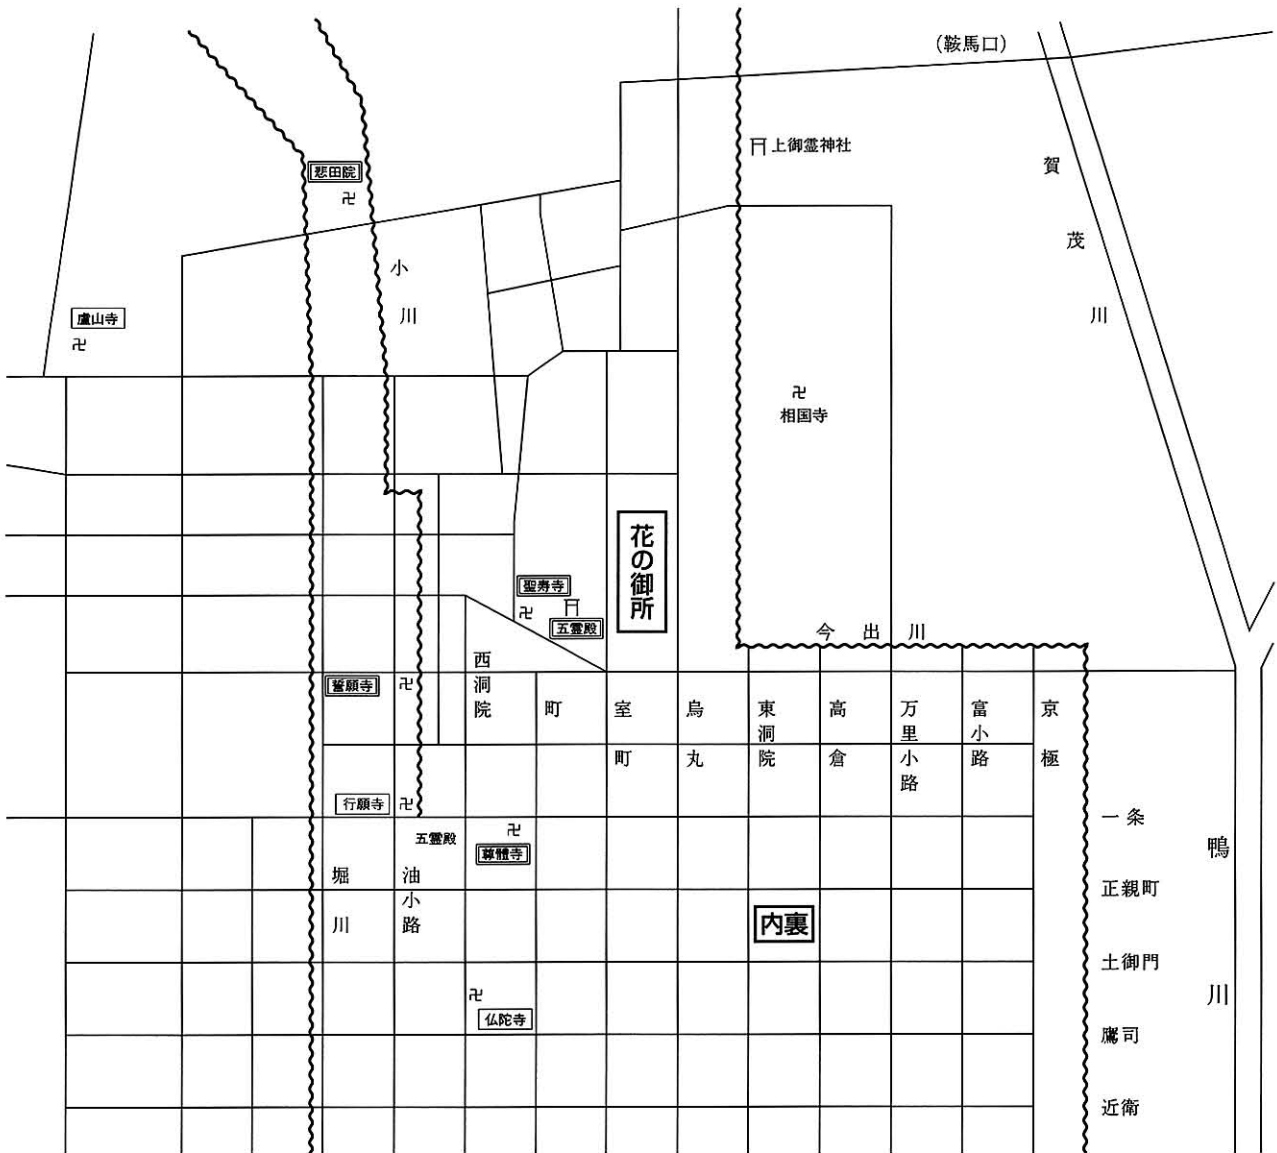 （鞍馬口）
上御霊神社
賀茂川
悲田院
小川
盧山寺
相国寺
花の御所
聖寿寺
五霊殿
今出川
誓願寺
西洞院
町
室町
烏丸
東洞院
高倉
万里小路
富小路
京極
行願寺
一条
五霊殿
尊體寺
鴨川
堀川
油小路
正親町
内裏
土御門
仏陀寺
鷹司
近衛